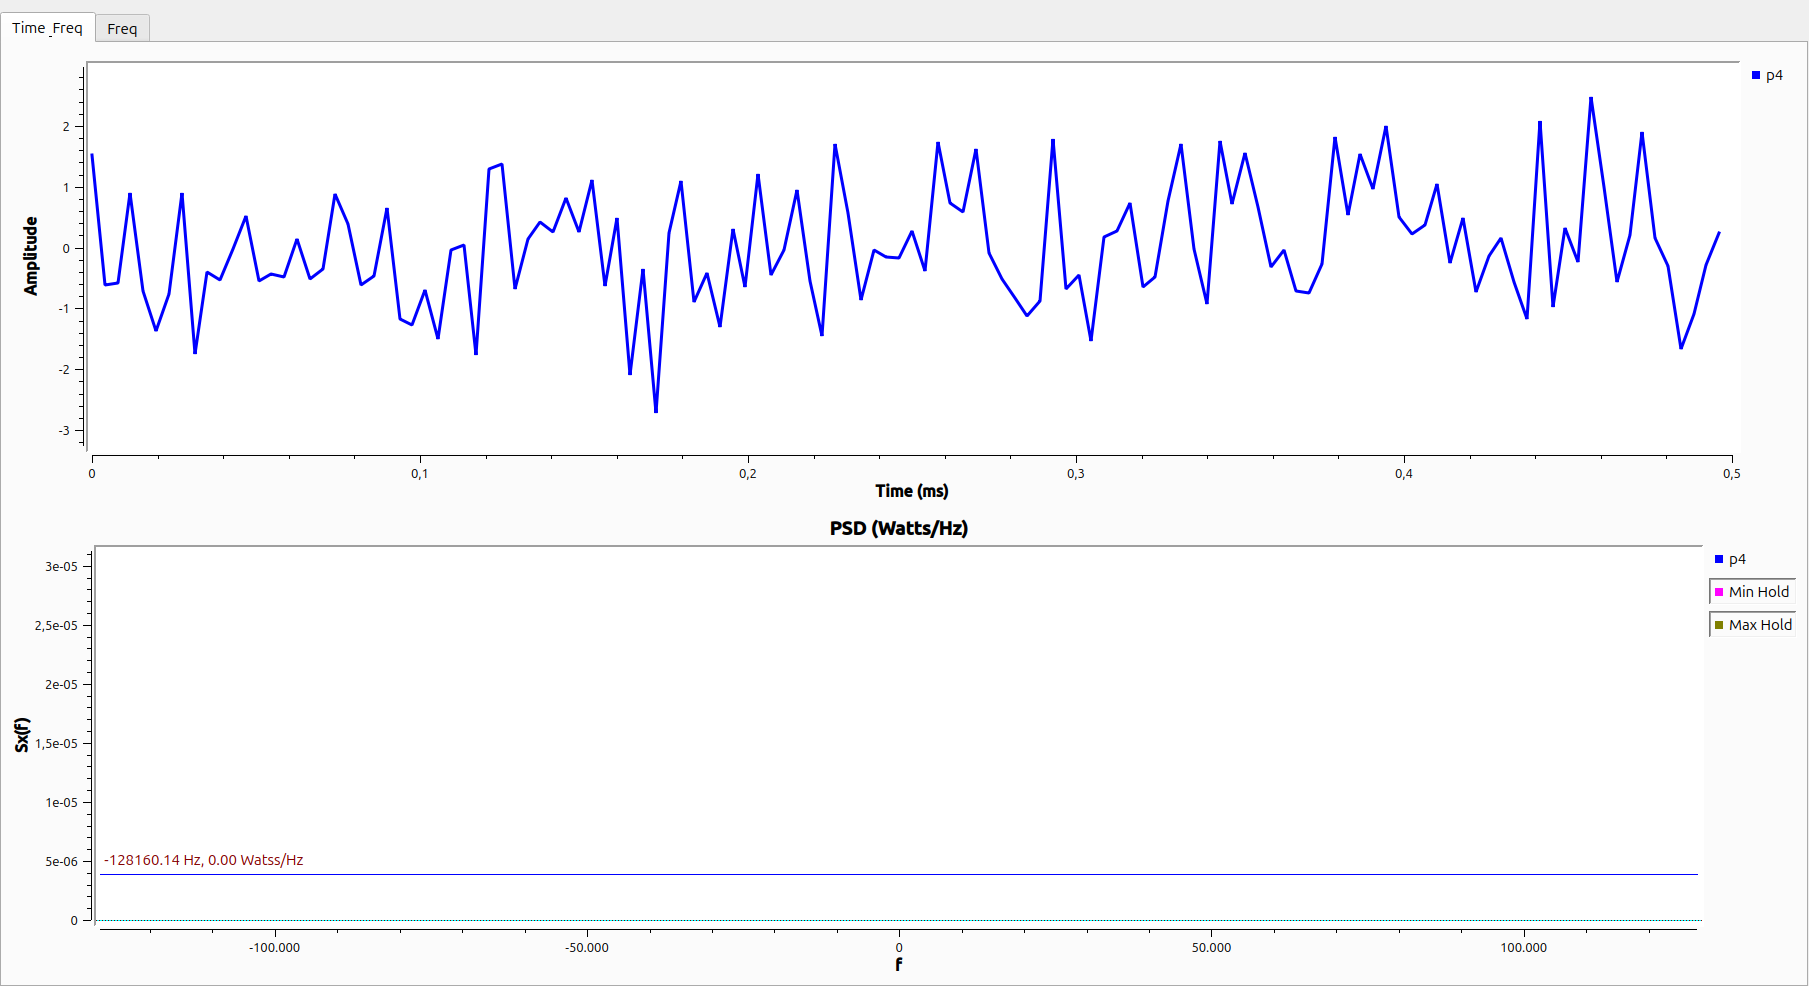 Time_Freq
Freq
p4
Amplitude
2
1
0
-1
-2
-3
0
0,1
0,2
0,3
0,4
0,5
Time (ms)
PSD (Watts/Hz)
p4
Min Hold
Max Hold
Sx(f)
3e-05
2,5e-05
2e-05
1,5e-05
1e-05
5e-06
0
-128160.14 Hz, 0.00 Watss/Hz
-100.000
-50.000
0
50.000
100.000
f